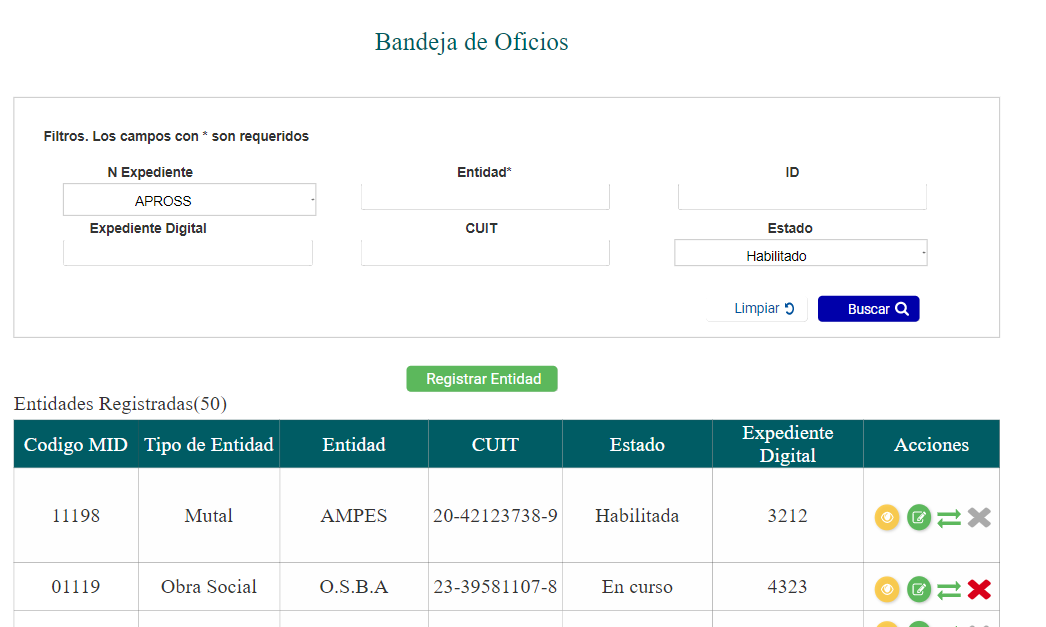 Bandeja de Oficios
Filtros. Los campos con * son requeridos
N Expediente Entidad* ID
APROSS
Expediente Digital CUIT Estado
Habilitado
Limpiar Buscar
Registrar Entidad
Entidades Registradas(50)
Codigo MID Tipo de Entidad Entidad CUIT Estado Expediente Digital Acciones
11198 Mutal AMPES 20-42123738-9 Habilitada 3212
01119 Obra Social O.S.B.A 23-39581107-8 En curso 4323